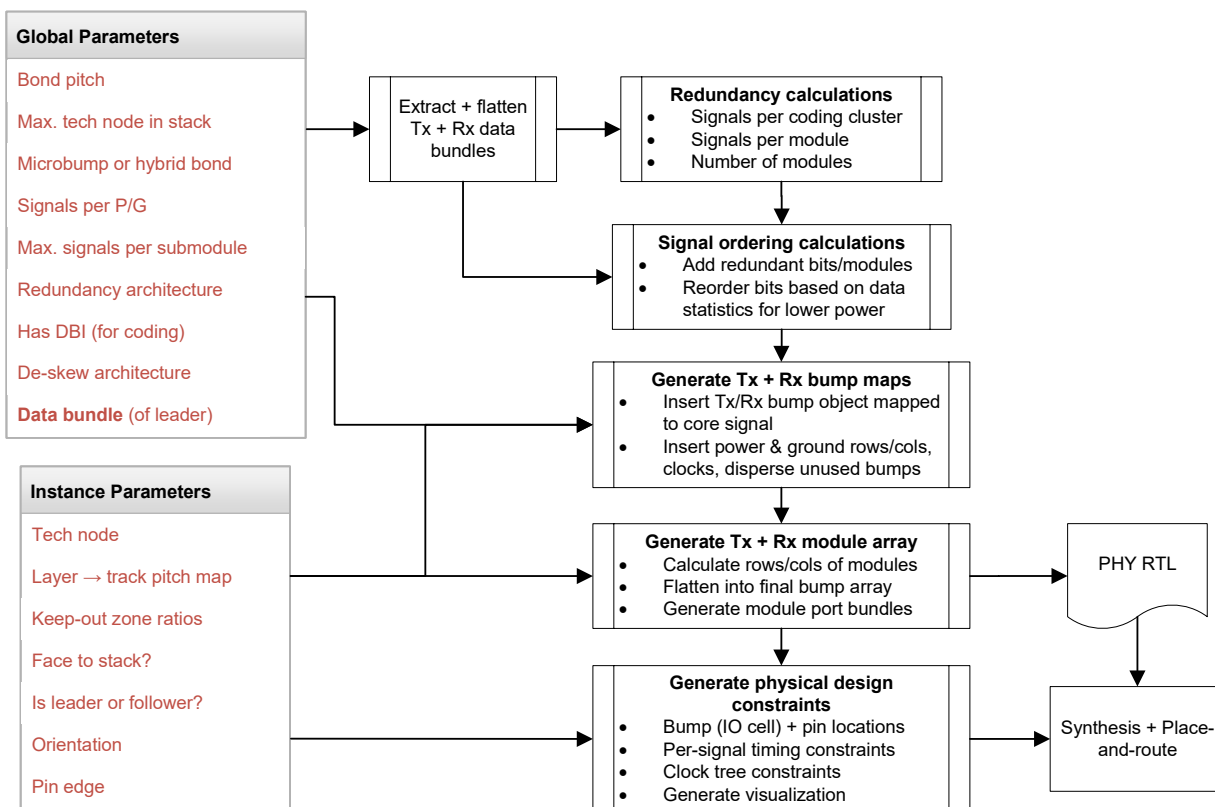 Global Parameters
Bond pitch
Max. tech node in stack
Microbump or hybrid bond
Signals per P/G
Max. signals per submodule
Redundancy architecture
Has DBI (for coding)
De-skew architecture
Data bundle (of leader)
Instance Parameters
Tech node
Layer → track pitch map
Keep-out zone ratios
Face to stack?
Is leader or follower?
Orientation
Pin edge
Extract + flatten
Tx + Rx data
bundles
Redundancy calculations
• Signals per coding cluster
• Signals per module
• Number of modules
Signal ordering calculations
• Add redundant bits/modules
• Reorder bits based on data
statistics for lower power
Generate Tx + Rx bump maps
• Insert Tx/Rx bump object mapped
to core signal
• Insert power & ground rows/cols,
clocks, disperse unused bumps
Generate Tx + Rx module array
• Calculate rows/cols of modules
• Flatten into final bump array
• Generate module port bundles
Generate physical design
constraints
• Bump (IO cell) + pin locations
• Per-signal timing constraints
• Clock tree constraints
• Generate visualization
PHY RTL
Synthesis + Place-
and-route